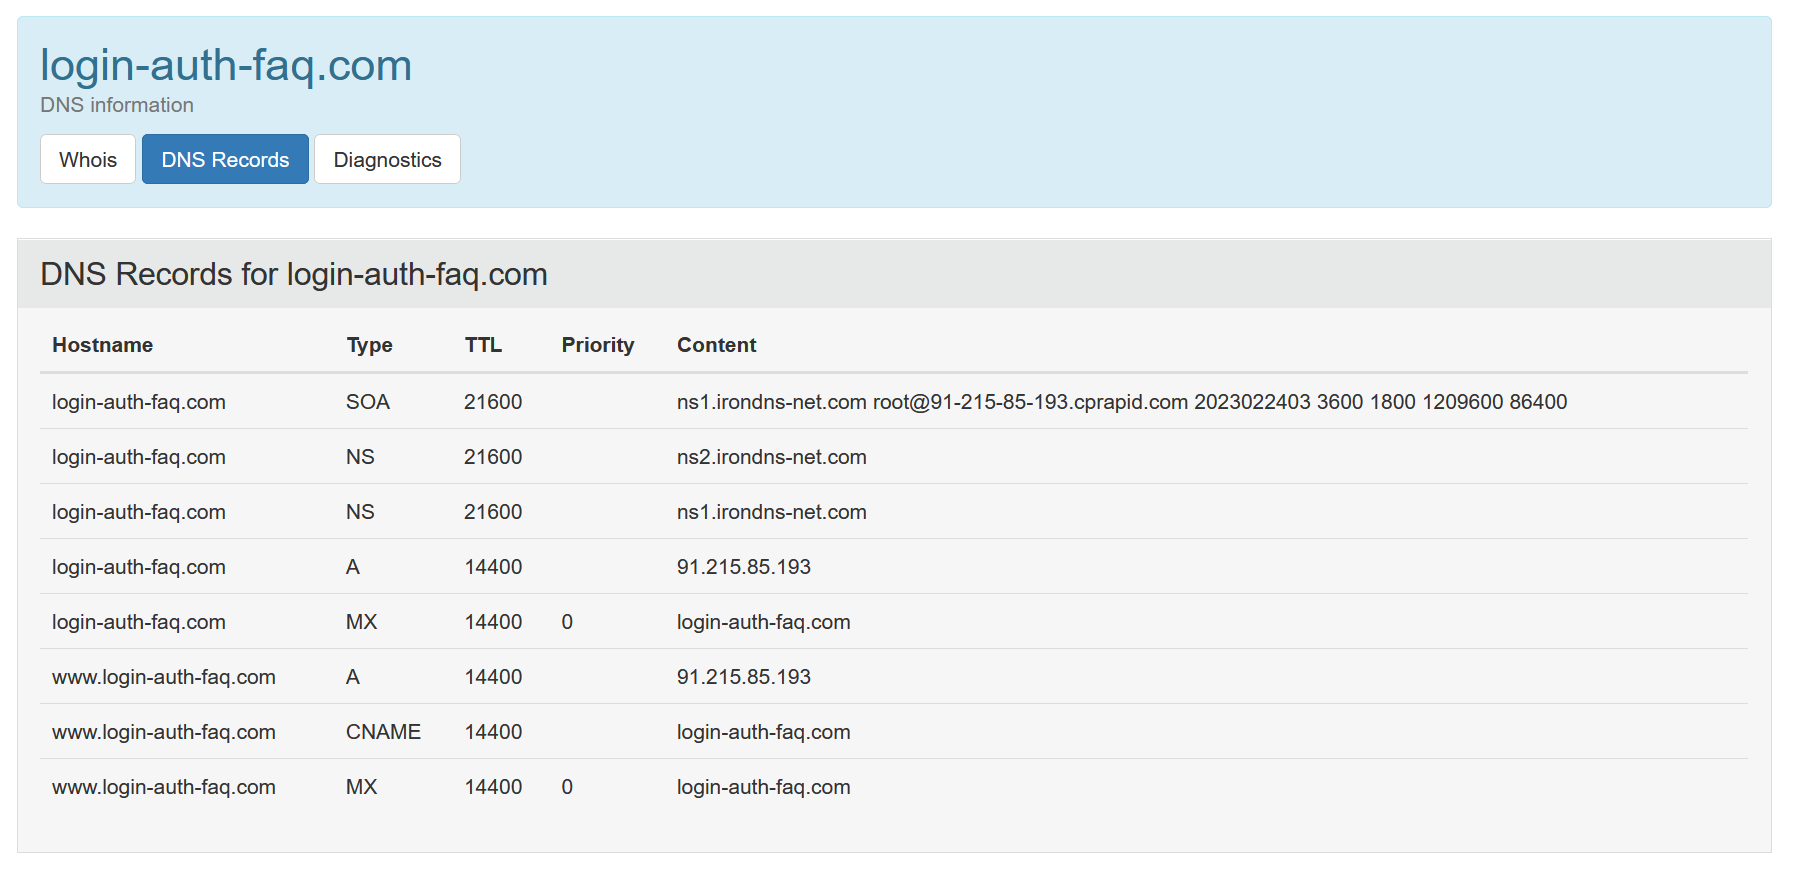 login-auth-faq.com
DNS information
Whois DNS Records Diagnostics
DNS Records for login-auth-faq.com
Hostname Type TTL Priority Content
login-auth-faq.com SOA 21600 ns1.irondns-net.com root@91-215-85-193.cprapid.com 2023022403 3600 1800 1209600 86400
login-auth-faq.com NS 21600 ns2.irondns-net.com
login-auth-faq.com NS 21600 ns1.irondns-net.com
login-auth-faq.com A 14400 91.215.85.193
login-auth-faq.com MX 14400 0 login-auth-faq.com
www.login-auth-faq.com A 14400 91.215.85.193
www.login-auth-faq.com CNAME 14400 login-auth-faq.com
www.login-auth-faq.com MX 14400 0 login-auth-faq.com